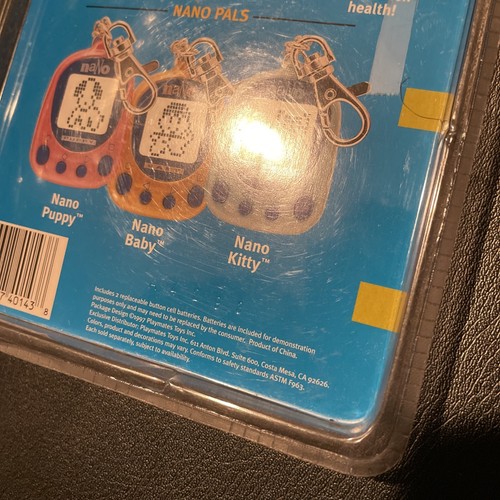 health!
NANO PALS
nano
nano
Nano
Puppy™
Nano
Baby™
Nano
Kitty™
740143 8
Includes 2 replaceable button cell batteries. Batteries are included for demonstration
purposes only and may need to be replaced by the consumer. Product of China.
Package Design ©1997 Playmates Toys Inc.
Exclusive Distributor: Playmates Toys Inc. 611 Anton Blvd. Suite 600, Costa Mesa, CA 92626.
Colors, product and decorations may vary. Conforms to safety standards ASTM F963.
Each sold separately, subject to availability.